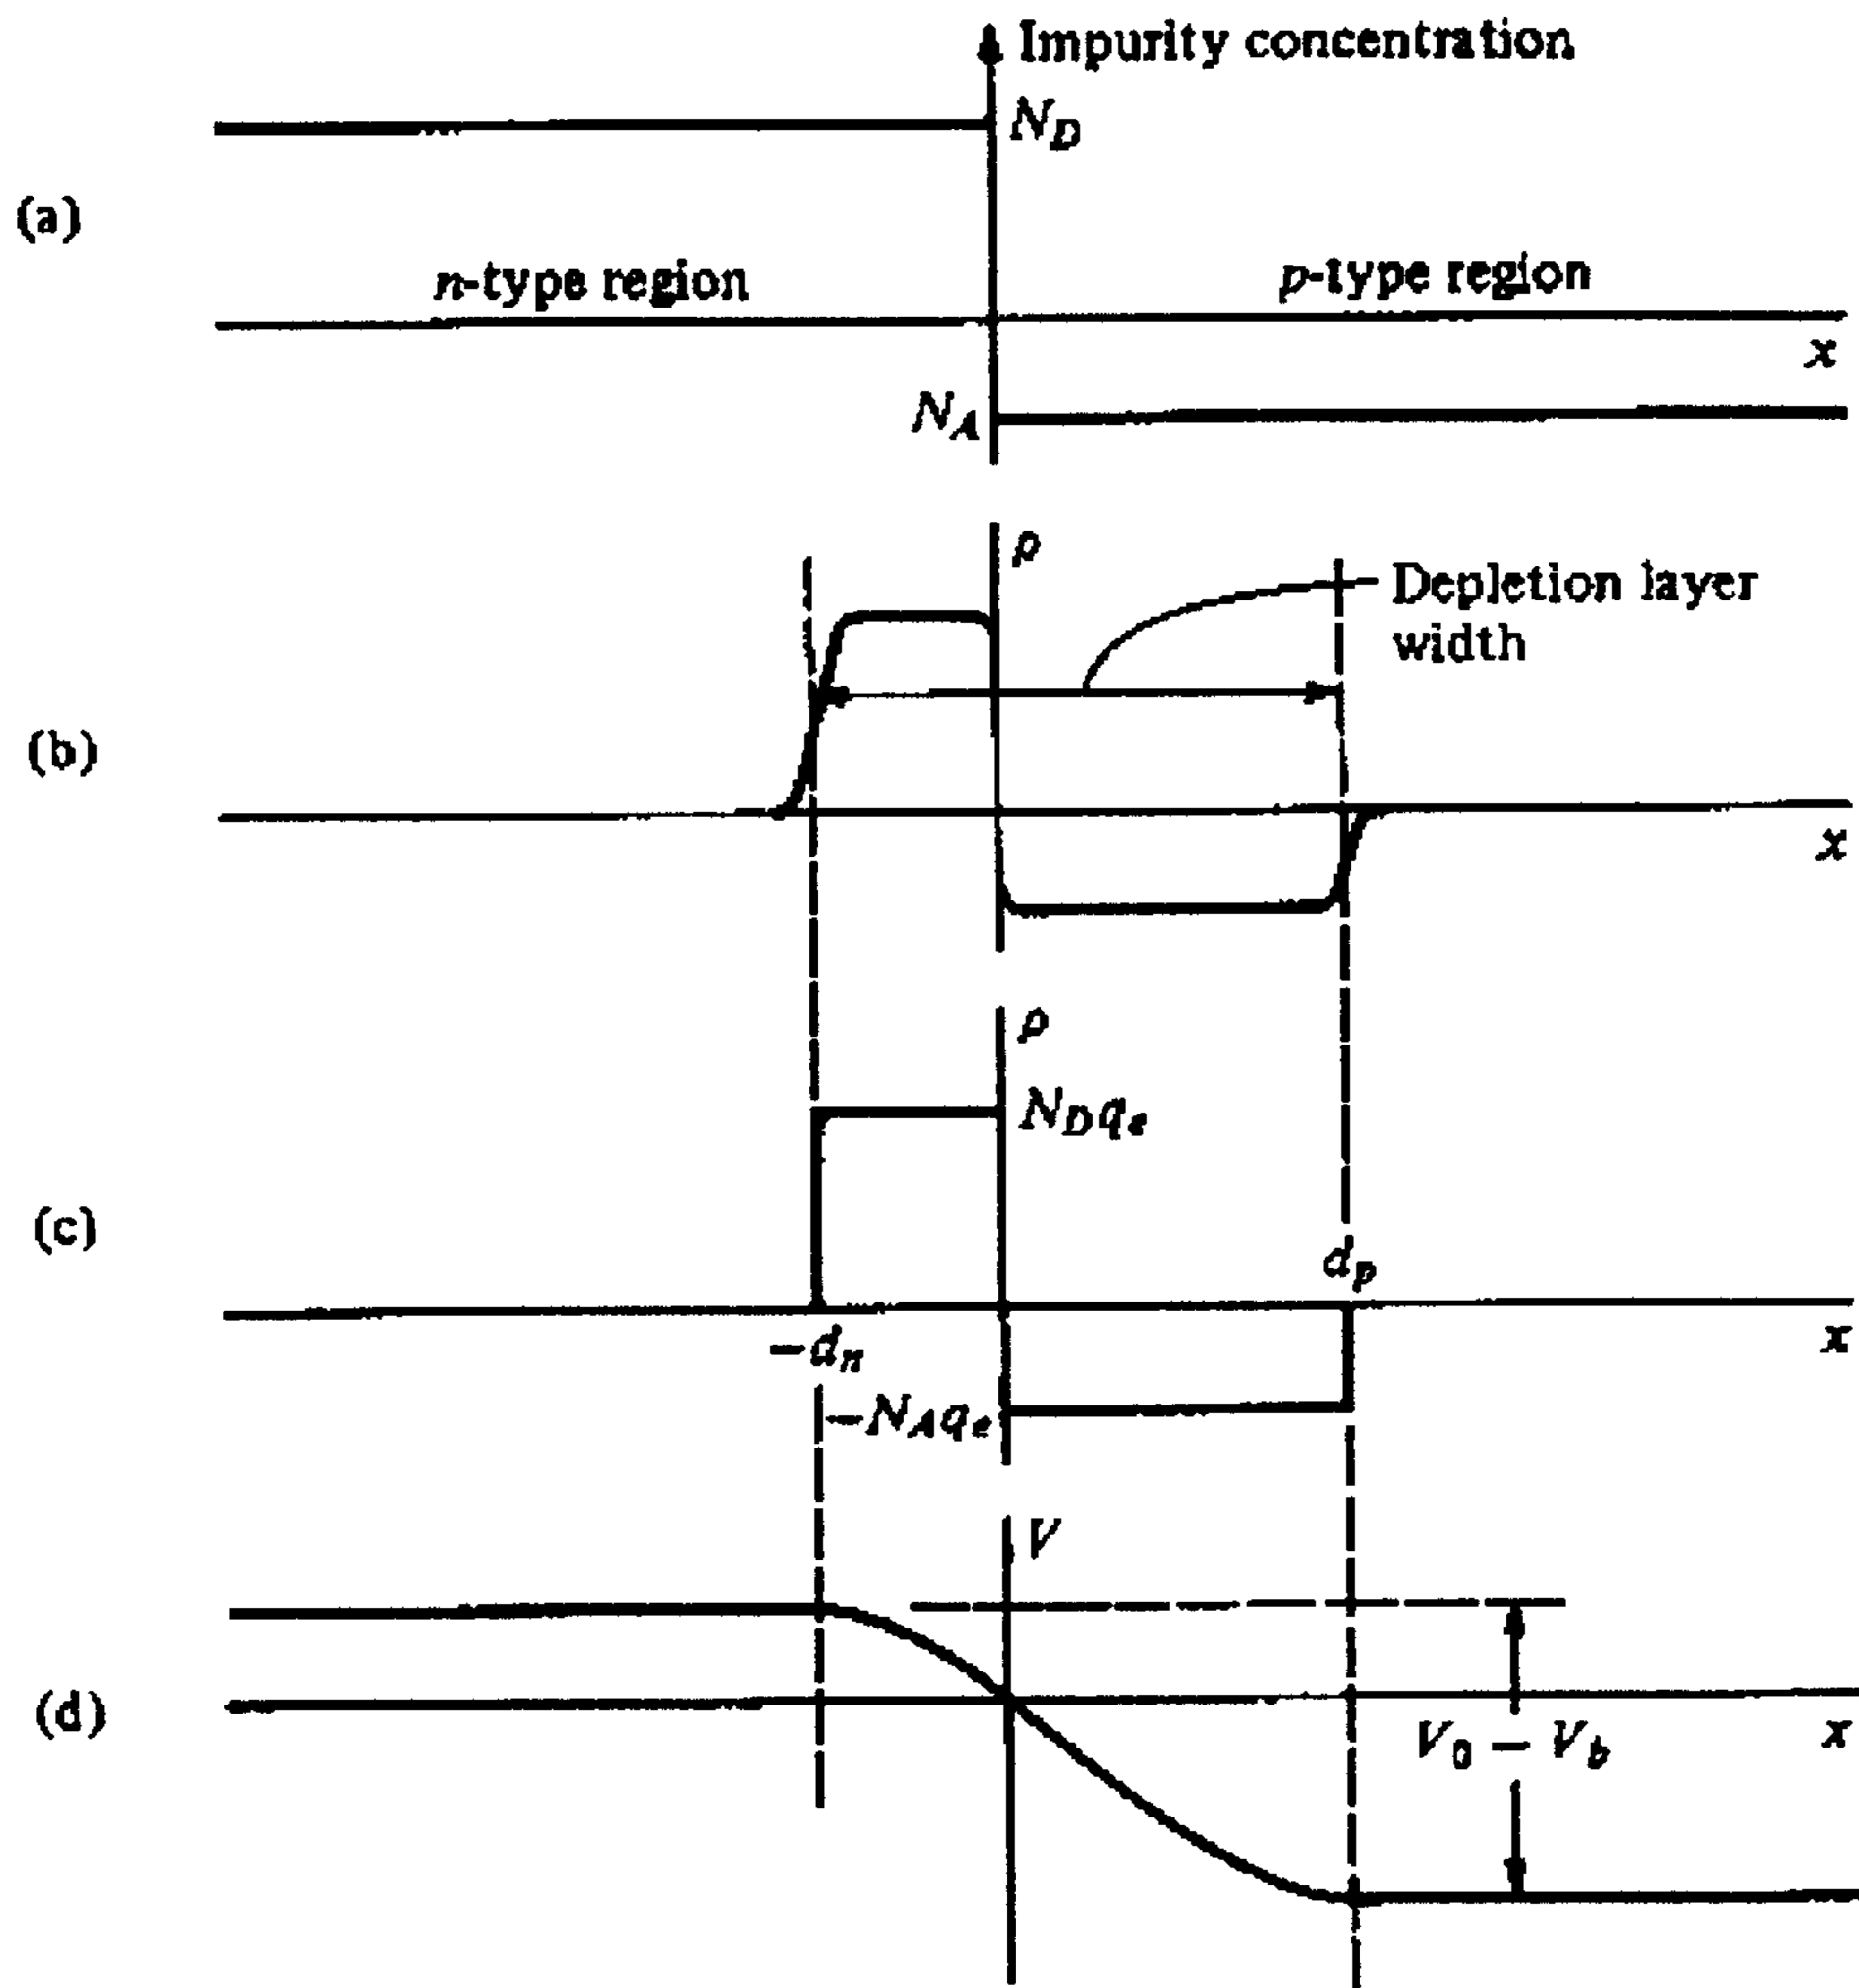 Impurity concentration
N_D
(a)
n-type region
p-type region
x
N_A
ρ
Depletion layer
width
(b)
x
ρ
N_D q_e
(c)
d_p
-d_n
x
-N_A q_e
V
(d)
V_0 - V_b
x